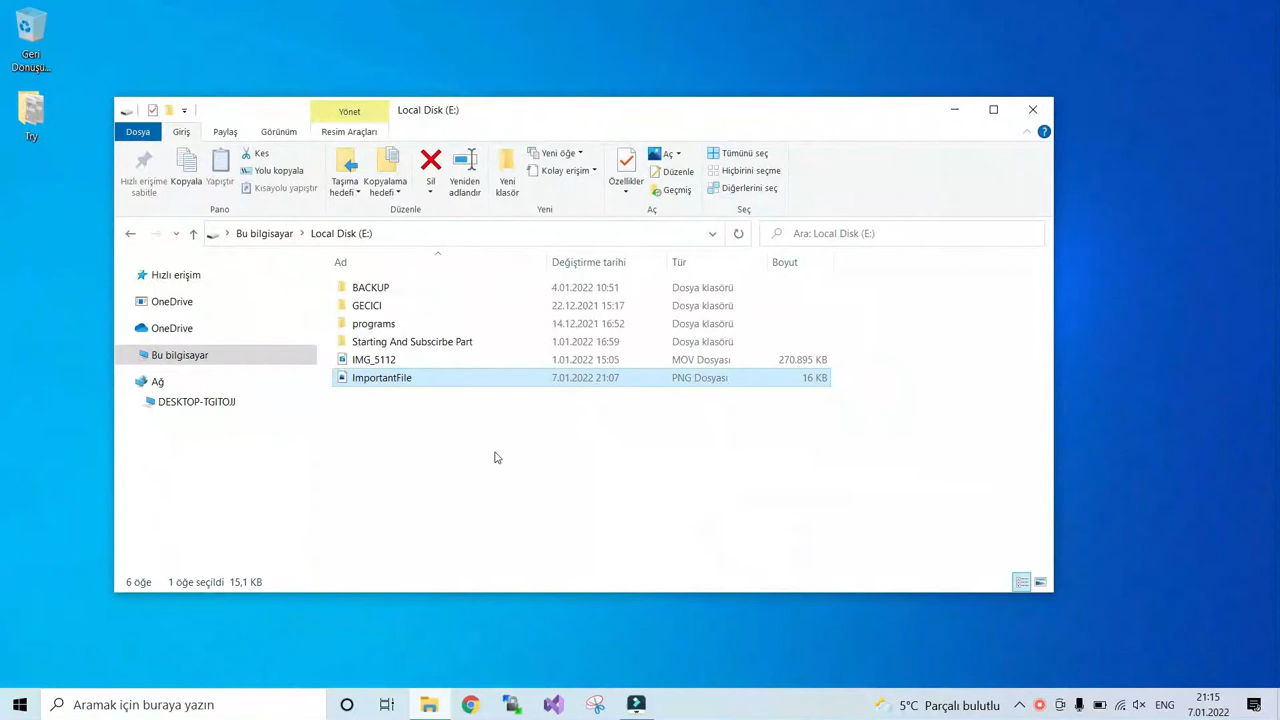 Geri
Dönüşü...
Try
Yönet
Local Disk (E:)
Dosya
Giriş
Paylaş
Görünüm
Resim Araçları
Hızlı erişime
sabitle
Kopyala
Yapıştır
Kes
Yolu kopyala
Kısayolu yapıştır
Pano
Taşıma
hedefi
Kopyalama
hedefi
Sil
Yeniden
adlandır
Düzenle
Yeni
klasör
Yeni öğe
Kolay erişim
Yeni
Özellikler
Aç
Düzenle
Geçmiş
Aç
Tümünü seç
Hiçbirini seçme
Diğerlerini seç
Seç
Bu bilgisayar > Local Disk (E:)
Ara: Local Disk (E:)
Hızlı erişim
OneDrive
OneDrive
Bu bilgisayar
Ağ
DESKTOP-TGITOJJ
Ad Değiştirme tarihi Tür Boyut
BACKUP 4.01.2022 10:51 Dosya klasörü
GECICI 22.12.2021 15:17 Dosya klasörü
programs 14.12.2021 16:52 Dosya klasörü
Starting And Subscirbe Part 1.01.2022 16:59 Dosya klasörü
IMG_5112 1.01.2022 15:05 MOV Dosyası 270.895 KB
ImportantFile 7.01.2022 21:07 PNG Dosyası 16 KB
6 öğe 1 öğe seçildi 15,1 KB
Aramak için buraya yazın
5°C Parçalı bulutlu
ENG
21:15
7.01.2022